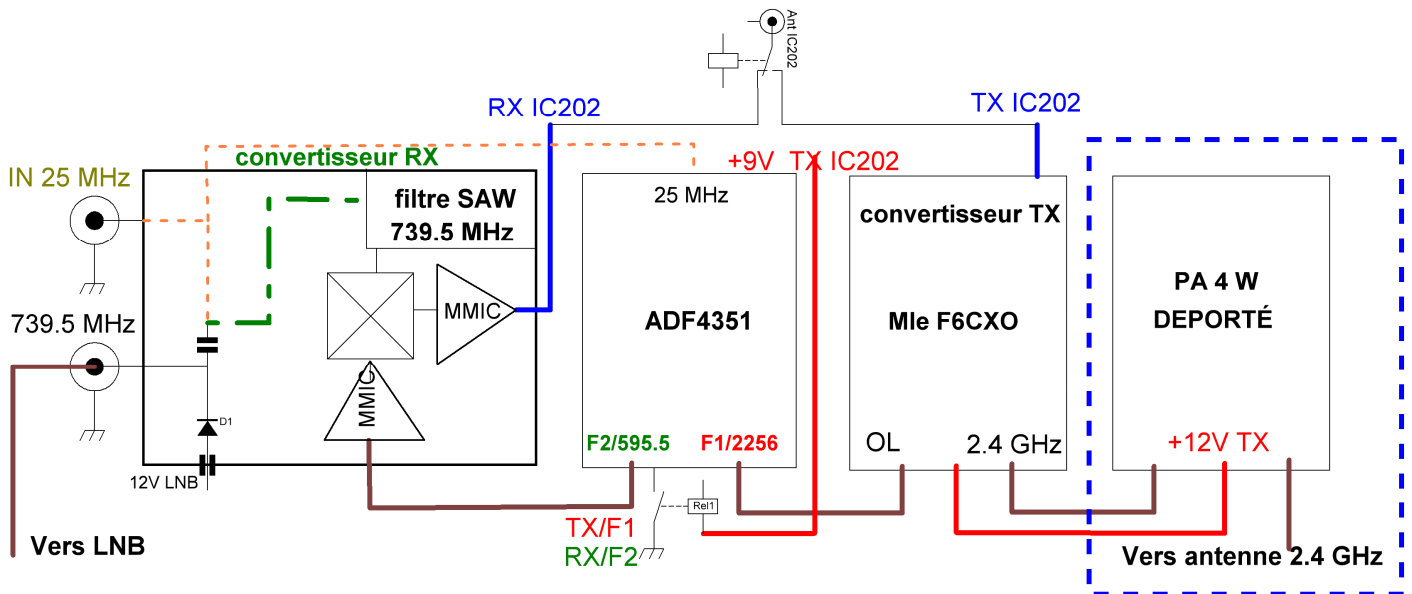 Ant IC202
RX IC202
TX IC202
convertisseur RX
+9V TX IC202
IN 25 MHz
filtre SAW
739.5 MHz
25 MHz
convertisseur TX
PA 4 W
DEPORTÉ
MMIC
ADF4351
Mle F6CXO
739.5 MHz
MMIC
D1
F2/595.5
F1/2256
OL
2.4 GHz
+12V TX
12V LNB
Rel1
TX/F1
RX/F2
Vers LNB
Vers antenne 2.4 GHz